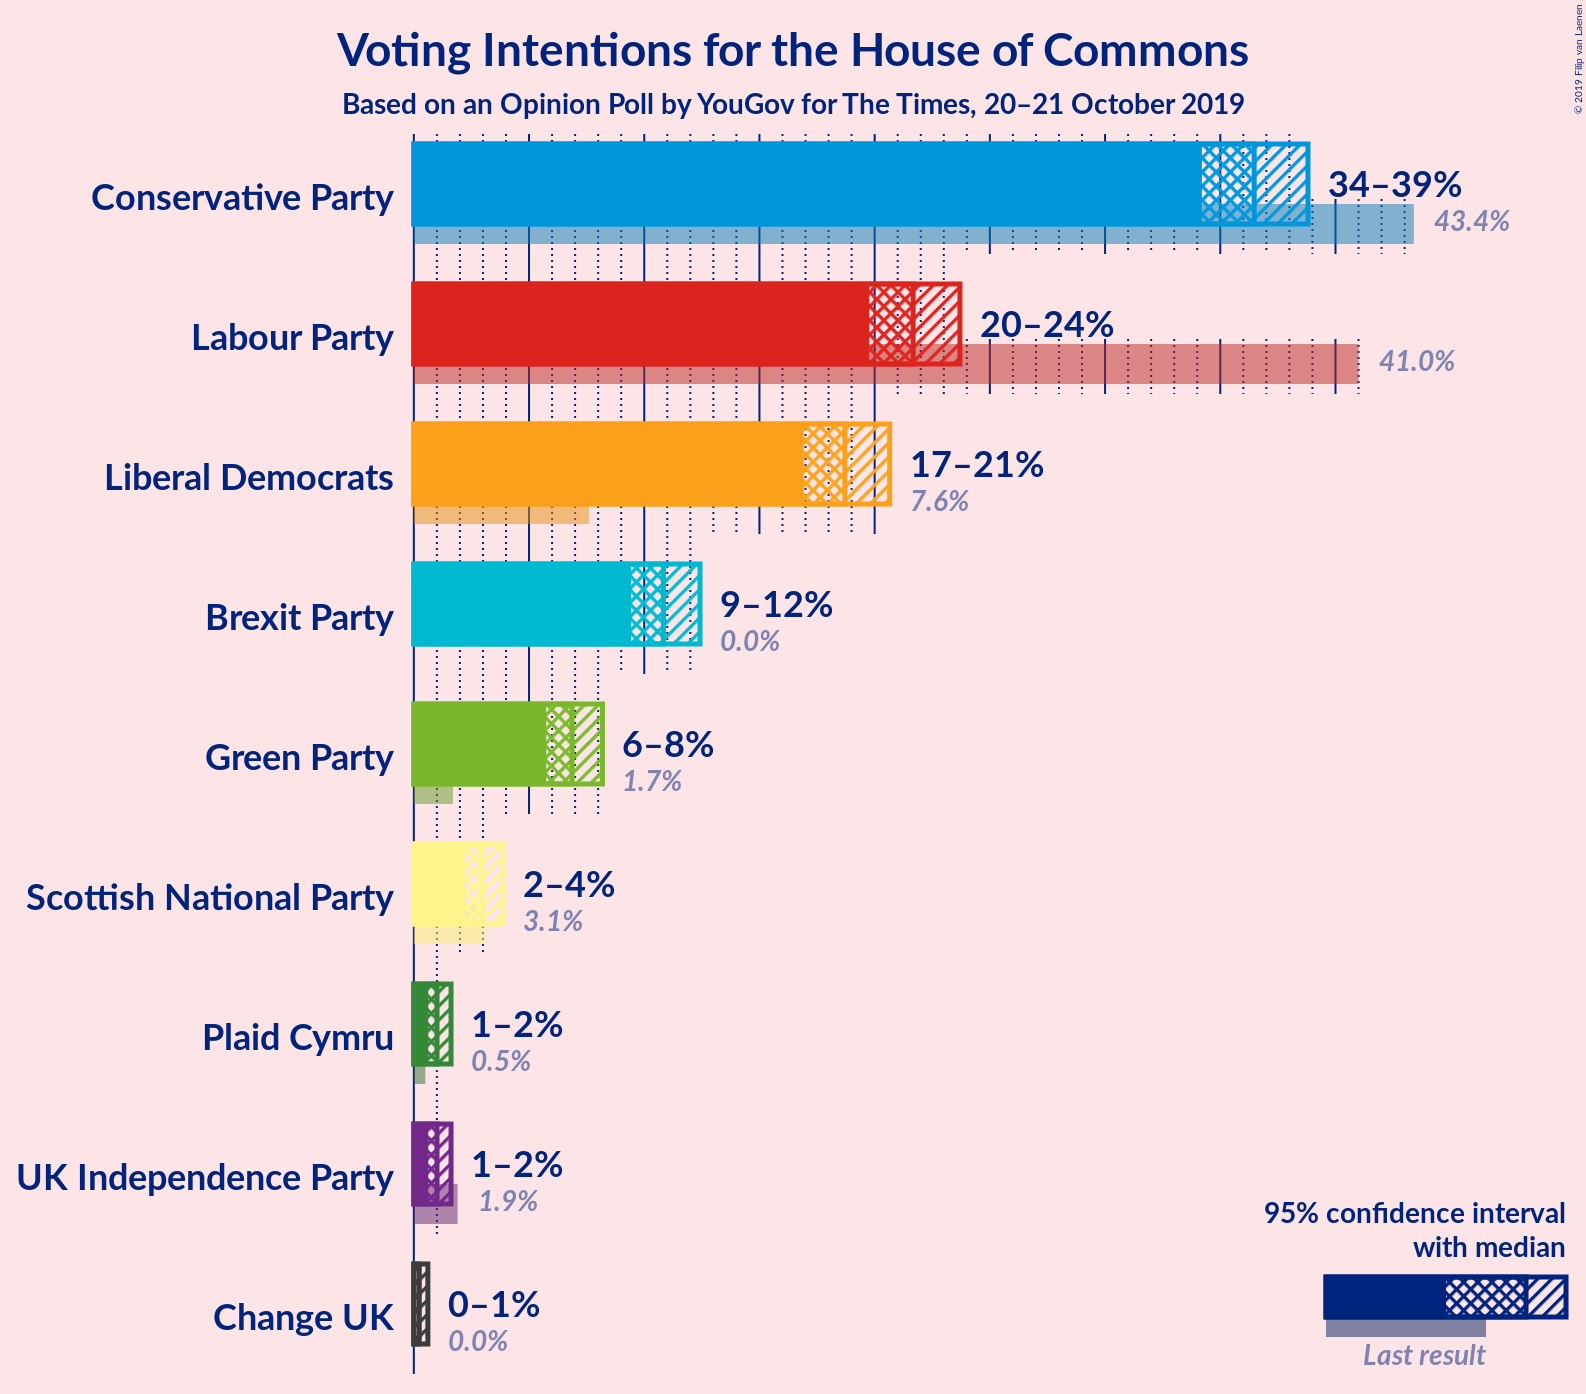 Voting Intentions for the House of Commons
Based on an Opinion Poll by YouGov for The Times, 20–21 October 2019
© 2019 Filip van Laenen
Conservative Party
34–39%
43.4%
Labour Party
20–24%
41.0%
Liberal Democrats
17–21%
7.6%
Brexit Party
9–12%
0.0%
Green Party
6–8%
1.7%
Scottish National Party
2–4%
3.1%
Plaid Cymru
1–2%
0.5%
UK Independence Party
1–2%
1.9%
Change UK
0–1%
0.0%
95% confidence interval
with median
Last result